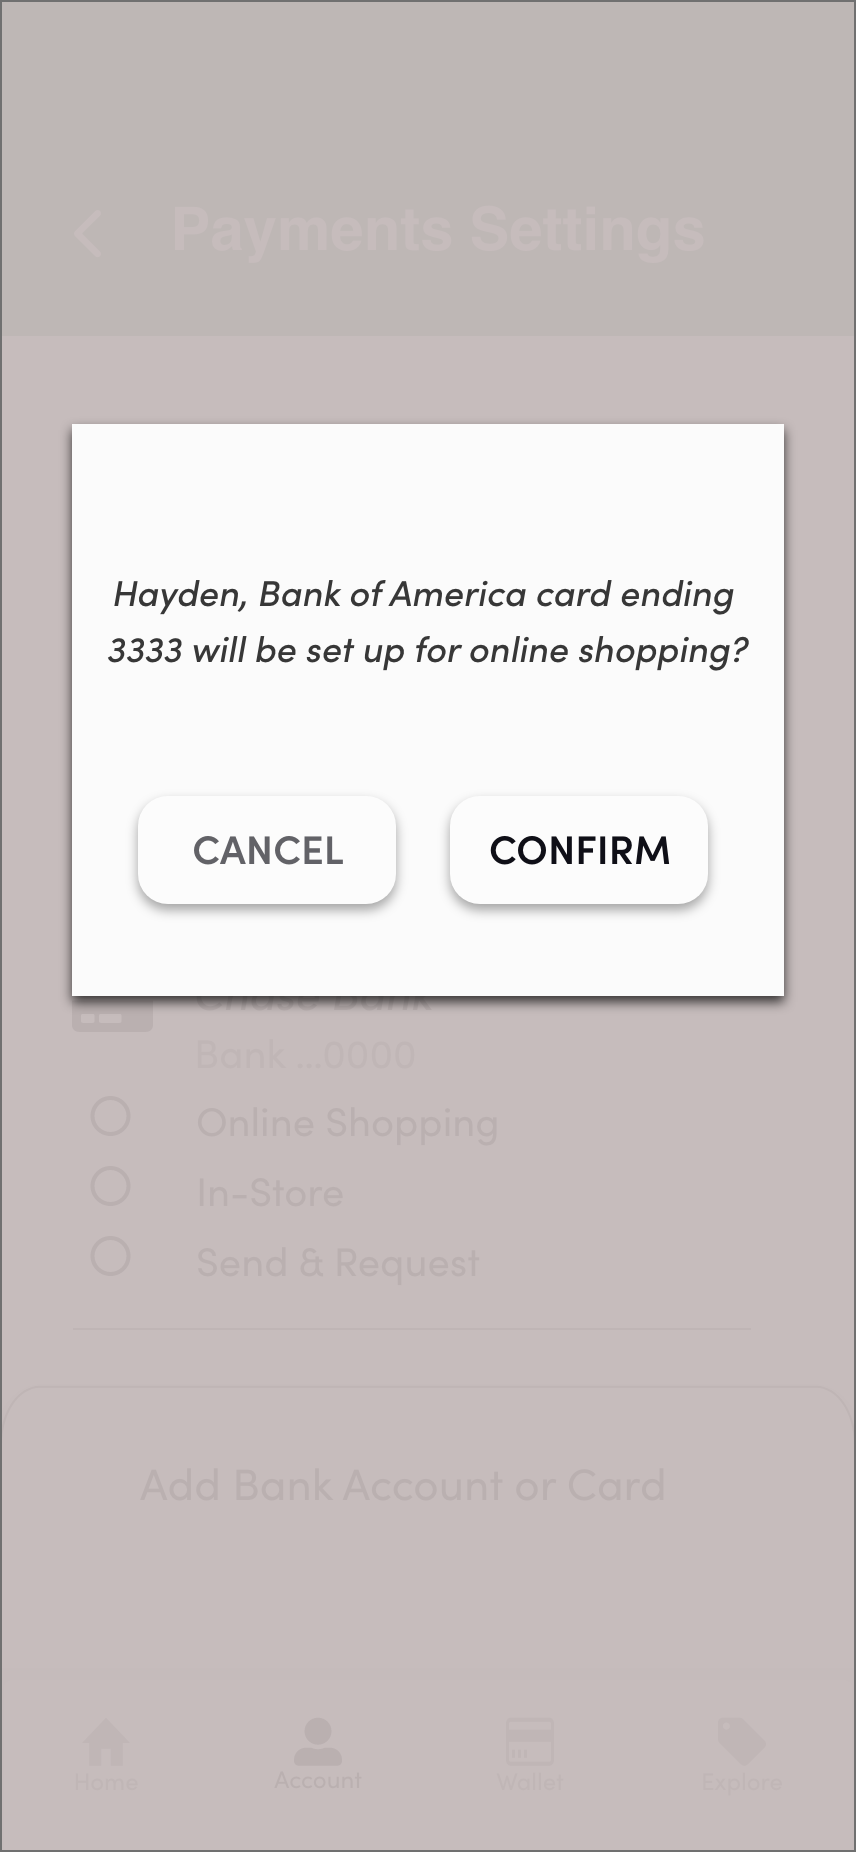 Payments Settings
Hayden, Bank of America card ending
3333 will be set up for online shopping?
CANCEL
CONFIRM
Chase Bank
Bank ...0000
Online Shopping
In-Store
Send & Request
Add Bank Account or Card
Home
Account
Wallet
Explore